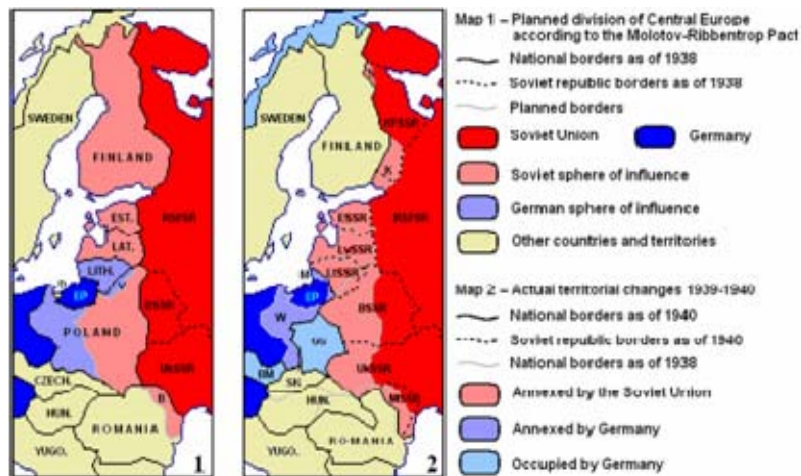 SWEDEN
FINLAND
EST.
LAT.
LITH.
EP
POLAND
RSFSR
BSSR
UkSSR
CZECH.
HUN.
B
ROMANIA
YUGO.
1
SWEDEN
FINLAND
KFSSR
K
ESSR
RSFSR
LaSSR
LiSSR
M
EP
W
GG
BSSR
BM
SK
UkSSR
HUN.
MSSR
ROMANIA
YUGO.
2
Map 1 – Planned division of Central Europe
according to the Molotov-Ribbentrop Pact
National borders as of 1938
Soviet republic borders as of 1938
Planned borders
Soviet Union Germany
Soviet sphere of influence
German sphere of influence
Other countries and territories
Map 2 – Actual territorial changes 1939-1940
National borders as of 1940
Soviet republic borders as of 1940
National borders as of 1938
Annexed by the Soviet Union
Annexed by Germany
Occupied by Germany